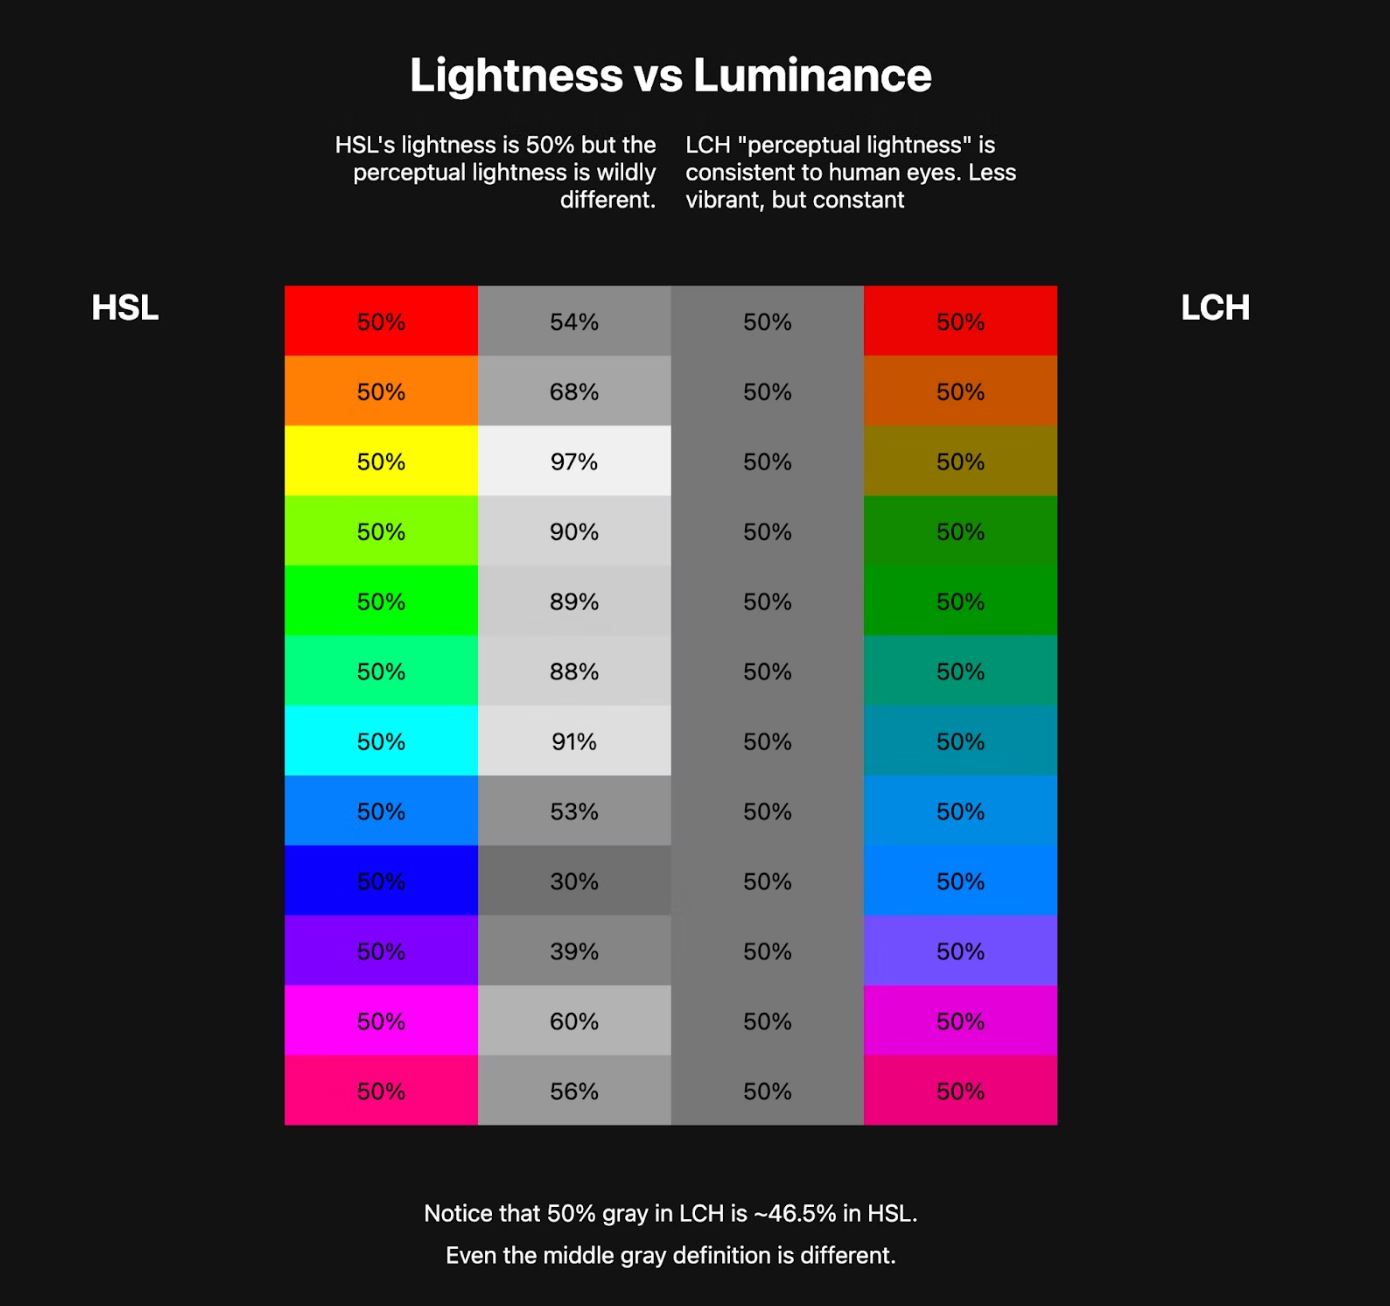 Lightness vs Luminance
HSL's lightness is 50% but the
perceptual lightness is wildly
different.
LCH "perceptual lightness" is
consistent to human eyes. Less
vibrant, but constant
HSL
LCH
50% 54% 50% 50%
50% 68% 50% 50%
50% 97% 50% 50%
50% 90% 50% 50%
50% 89% 50% 50%
50% 88% 50% 50%
50% 91% 50% 50%
50% 53% 50% 50%
50% 30% 50% 50%
50% 39% 50% 50%
50% 60% 50% 50%
50% 56% 50% 50%
Notice that 50% gray in LCH is ~46.5% in HSL.
Even the middle gray definition is different.